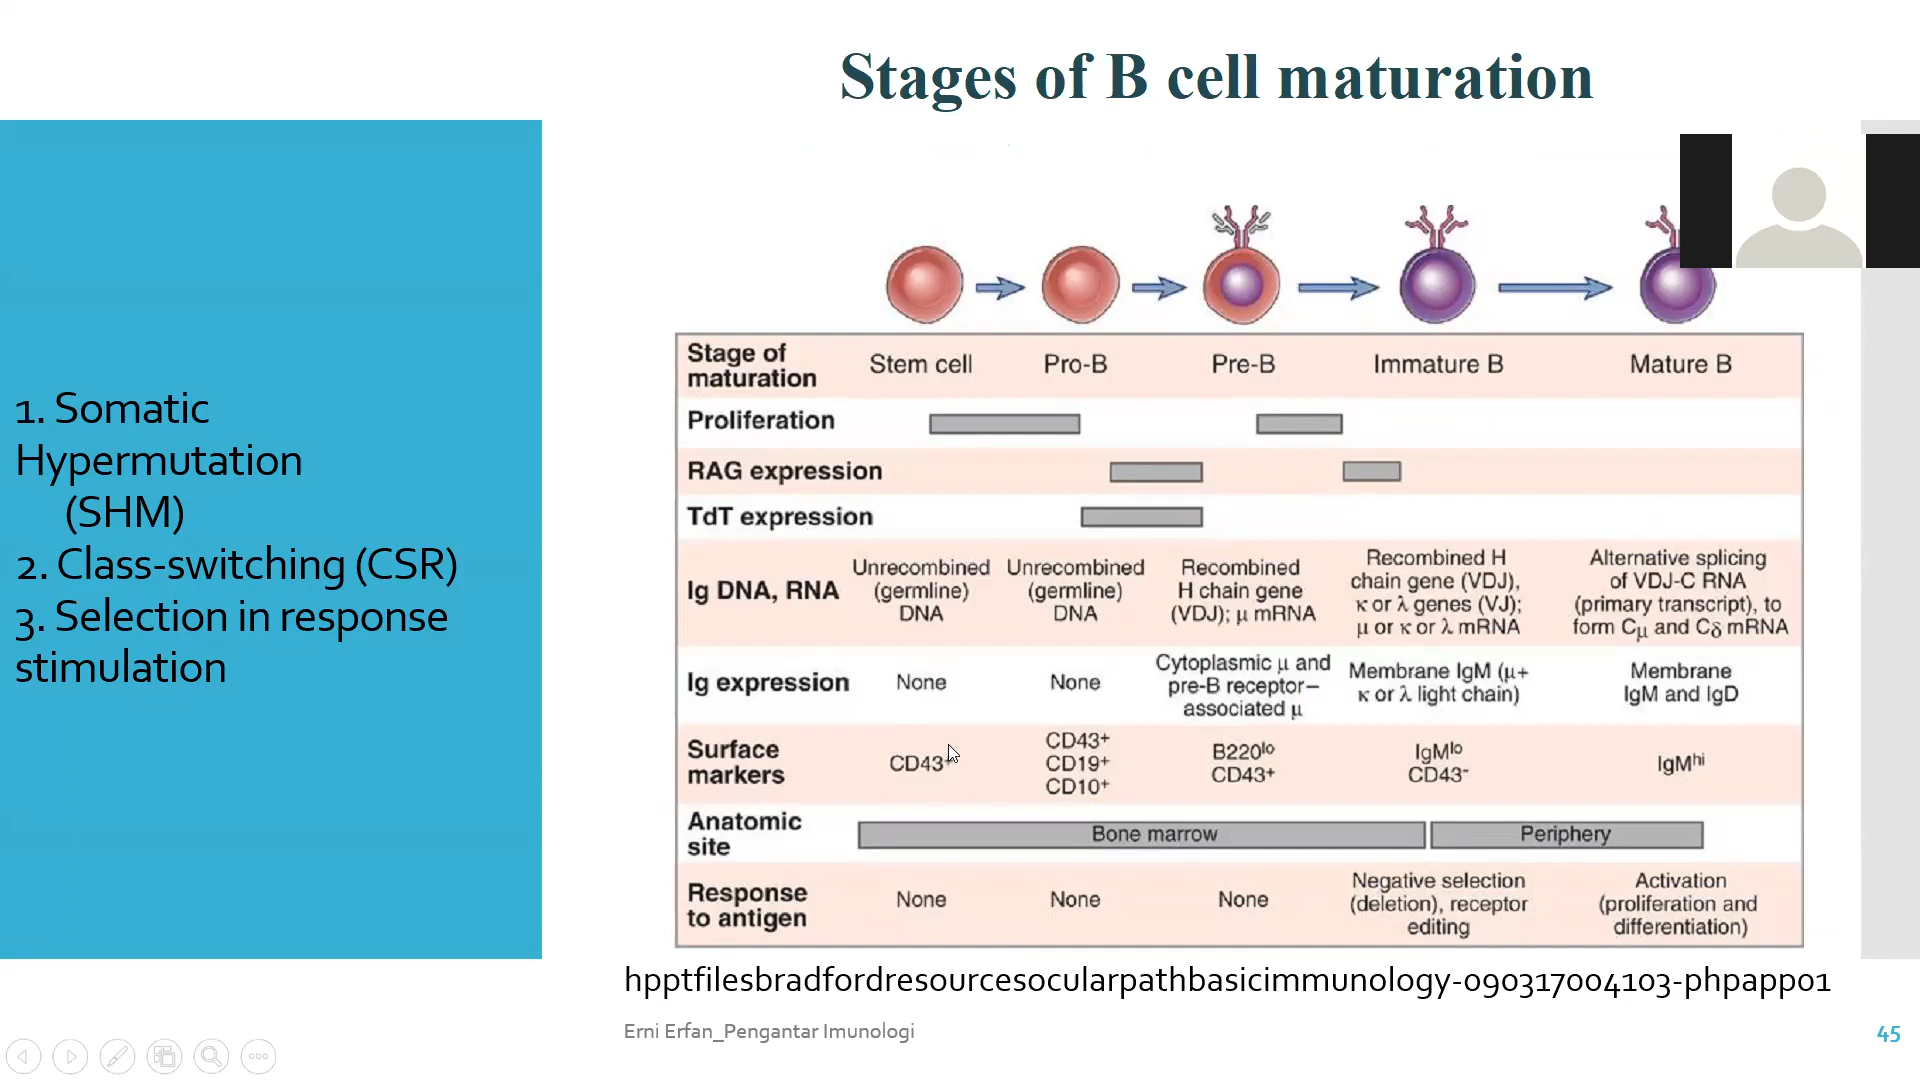 Stages of B cell maturation
1. Somatic
Hypermutation
(SHM)
2. Class-switching (CSR)
3. Selection in response
stimulation
Stage of
maturation
Stem cell
Pro-B
Pre-B
Immature B
Mature B
Proliferation
RAG expression
TdT expression
Ig DNA, RNA
Unrecombined
(germline)
DNA
Unrecombined
(germline)
DNA
Recombined
H chain gene
(VDJ); μ mRNA
Recombined H
chain gene (VDJ),
κ or λ genes (VJ);
μ or κ or λ mRNA
Alternative splicing
of VDJ-C RNA
(primary transcript), to
form Cμ and Cδ mRNA
Ig expression
None
None
Cytoplasmic μ and
pre-B receptor–
associated μ
Membrane IgM (μ+
κ or λ light chain)
Membrane
IgM and IgD
Surface
markers
CD43+
CD43+
CD19+
CD10+
B220lo
CD43+
IgMlo
CD43-
IgMhi
Anatomic
site
Bone marrow
Periphery
Response
to antigen
None
None
None
Negative selection
(deletion), receptor
editing
Activation
(proliferation and
differentiation)
hpptfilesbradfordresourcesocularpathbasicimmunology-090317004103-phpapp01
Erni Erfan_Pengantar Imunologi
45